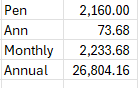 Pen 2,160.00
Ann 73.68
Monthly 2,233.68
Annual 26,804.16